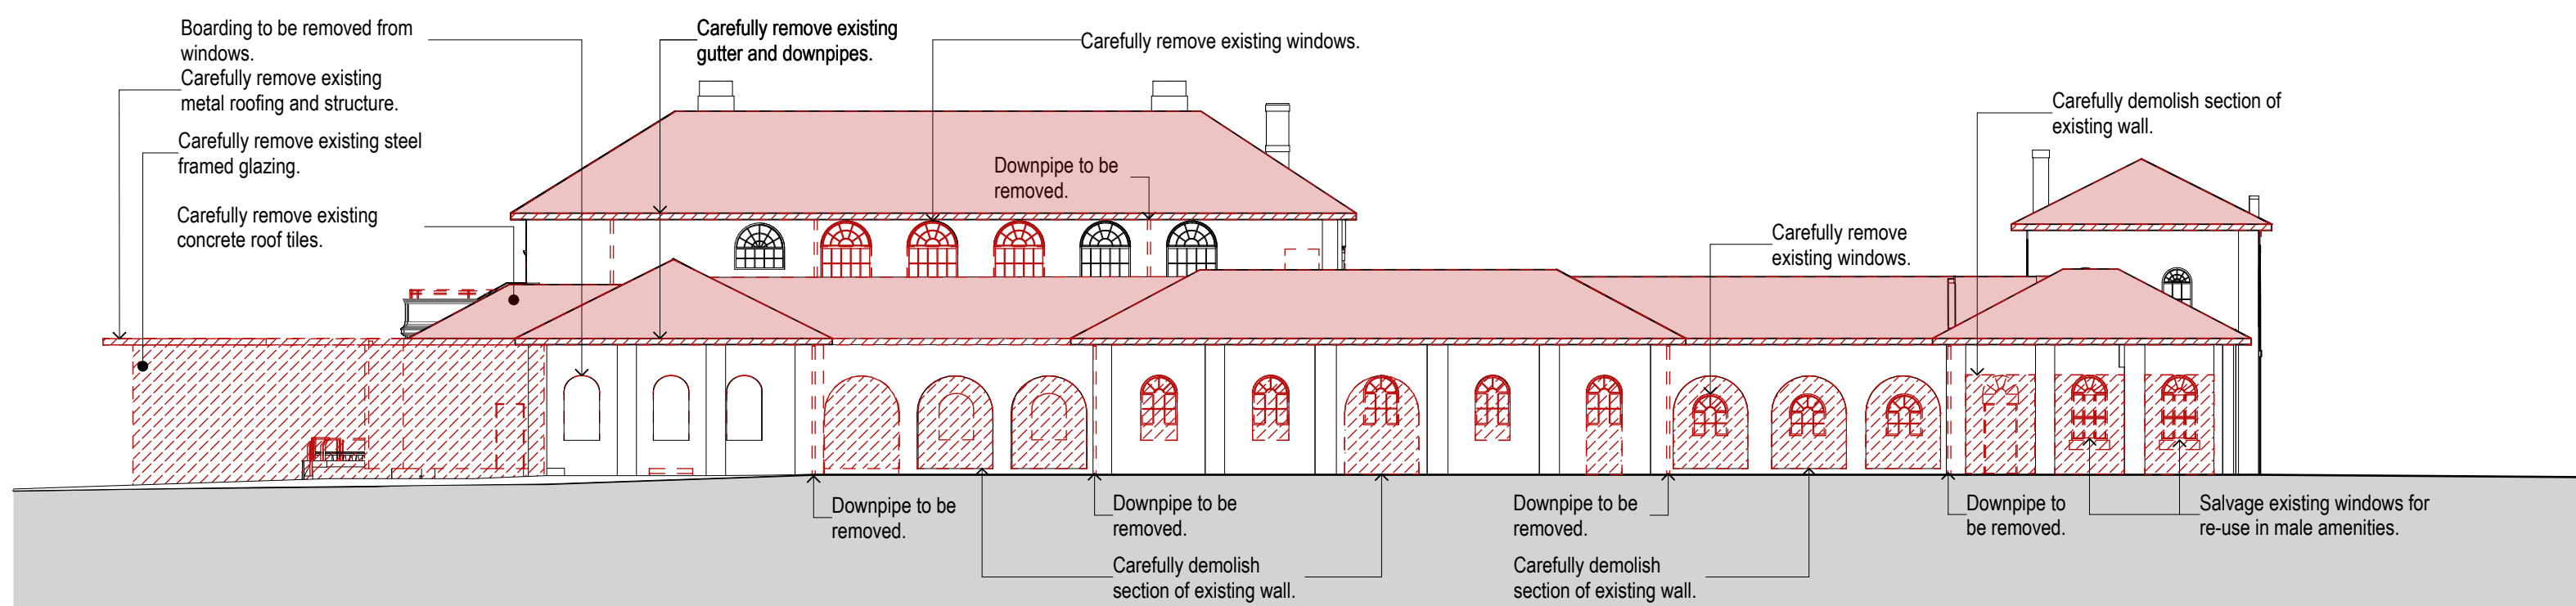 Boarding to be removed from
windows.
Carefully remove existing
metal roofing and structure.
Carefully remove existing steel
framed glazing.
Carefully remove existing
concrete roof tiles.
Carefully remove existing
gutter and downpipes.
Carefully remove existing windows.
Downpipe to be
removed.
Carefully remove
existing windows.
Carefully demolish section of
existing wall.
Downpipe to be
removed.
Downpipe to be
removed.
Carefully demolish
section of existing wall.
Downpipe to be
removed.
Carefully demolish
section of existing wall.
Downpipe to
be removed.
Salvage existing windows for
re-use in male amenities.